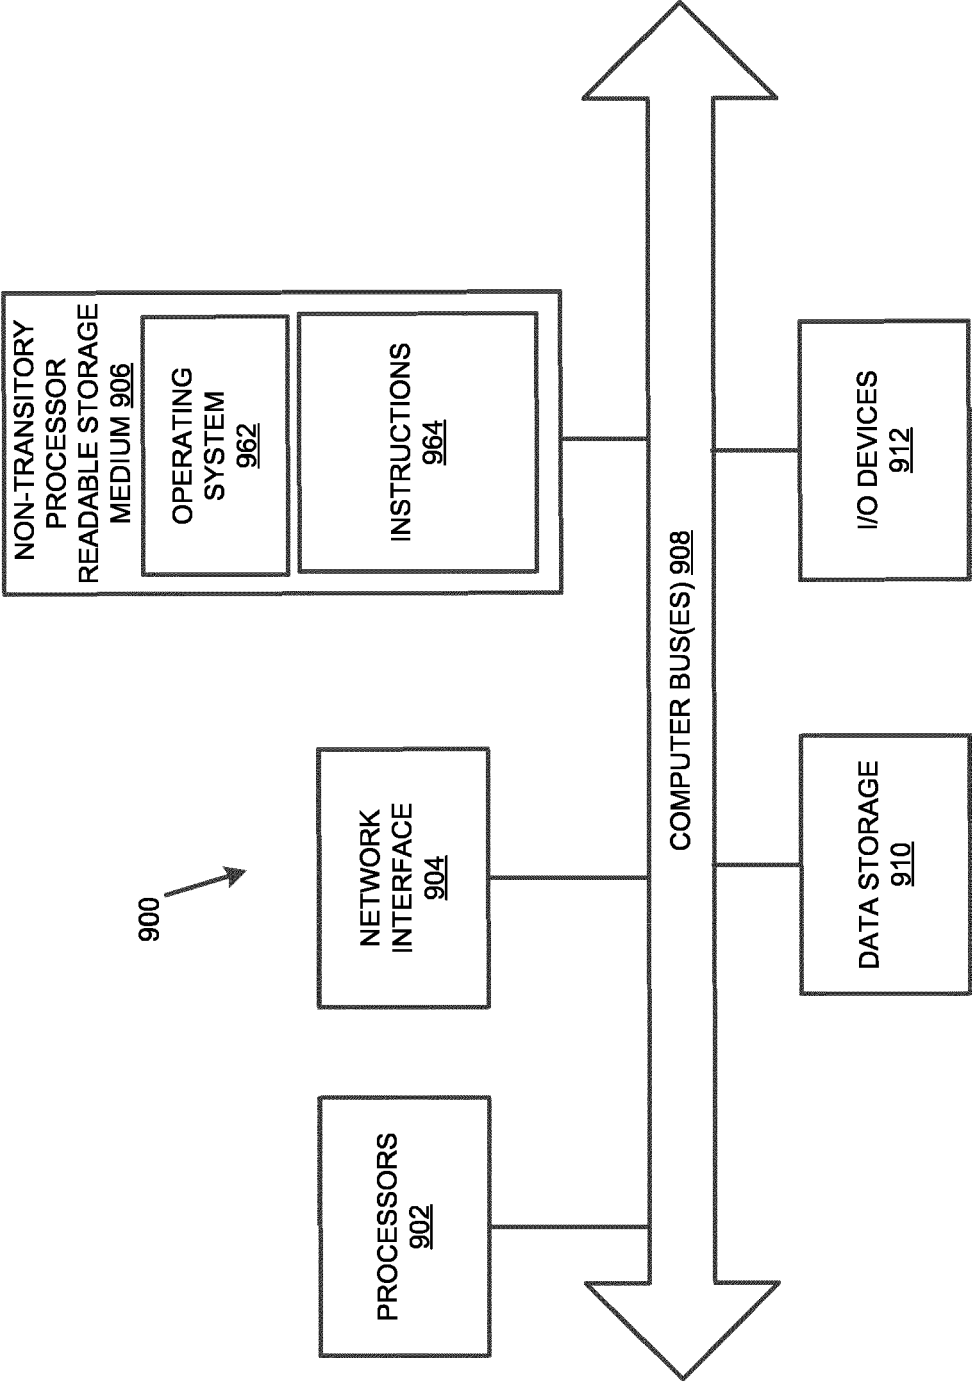 900
PROCESSORS
902
NETWORK
INTERFACE
904
NON-TRANSITORY
PROCESSOR
READABLE STORAGE
MEDIUM 906
OPERATING
SYSTEM
962
INSTRUCTIONS
964
COMPUTER BUS(ES) 908
DATA STORAGE
910
I/O DEVICES
912